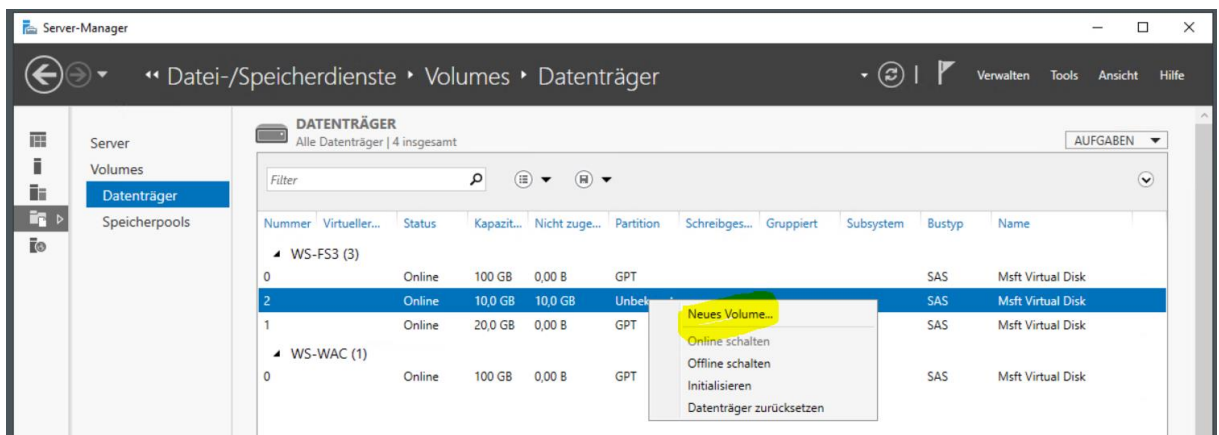 Server-Manager
Datei-/Speicherdienste Volumes Datenträger
Verwalten Tools Ansicht Hilfe
Server
Volumes
Datenträger
Speicherpools
DATENTRÄGER
Alle Datenträger | 4 insgesamt
AUFGABEN
Filter
Nummer Virtueller... Status Kapazit... Nicht zuge... Partition Schreibges... Gruppiert Subsystem Bustyp Name
WS-FS3 (3)
0 Online 100 GB 0,00 B GPT SAS Msft Virtual Disk
2 Online 10,0 GB 10,0 GB SAS Msft Virtual Disk
1 Online 20,0 GB 0,00 B GPT SAS Msft Virtual Disk
WS-WAC (1)
0 Online 100 GB 0,00 B GPT SAS Msft Virtual Disk
Neues Volume...
Online schalten
Offline schalten
Initialisieren
Datenträger zurücksetzen